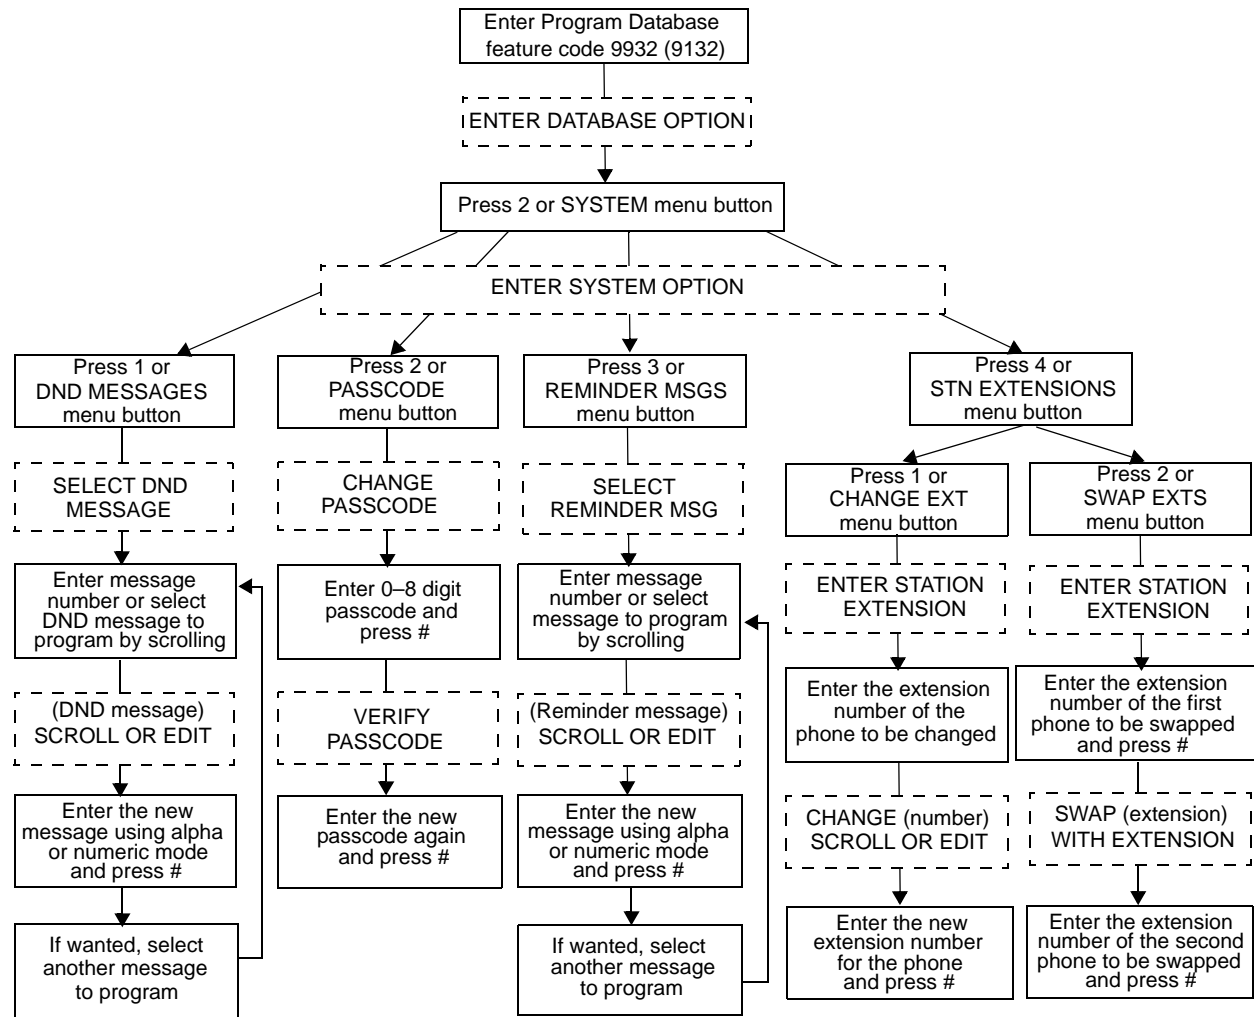 Enter Program Database
feature code 9932 (9132)
ENTER DATABASE OPTION
Press 2 or SYSTEM menu button
ENTER SYSTEM OPTION
Press 1 or
DND MESSAGES
menu button
SELECT DND
MESSAGE
Enter message
number or select
DND message to
program by scrolling
(DND message)
SCROLL OR EDIT
Enter the new
message using alpha
or numeric mode
and press #
If wanted, select
another message
to program
Press 2 or
PASSCODE
menu button
CHANGE
PASSCODE
Enter 0–8 digit
passcode and
press #
VERIFY
PASSCODE
Enter the new
passcode again
and press #
Press 3 or
REMINDER MSGS
menu button
SELECT
REMINDER MSG
Enter message
number or select
message to program
by scrolling
(Reminder message)
SCROLL OR EDIT
Enter the new
message using alpha
or numeric mode
and press #
If wanted, select
another message
to program
Press 4 or
STN EXTENSIONS
menu button
Press 1 or
CHANGE EXT
menu button
ENTER STATION
EXTENSION
Enter the extension
number of the
phone to be changed
CHANGE (number)
SCROLL OR EDIT
Enter the new
extension number
for the phone
and press #
Press 2 or
SWAP EXTS
menu button
ENTER STATION
EXTENSION
Enter the extension
number of the first
phone to be swapped
and press #
SWAP (extension)
WITH EXTENSION
Enter the extension
number of the second
phone to be swapped
and press #